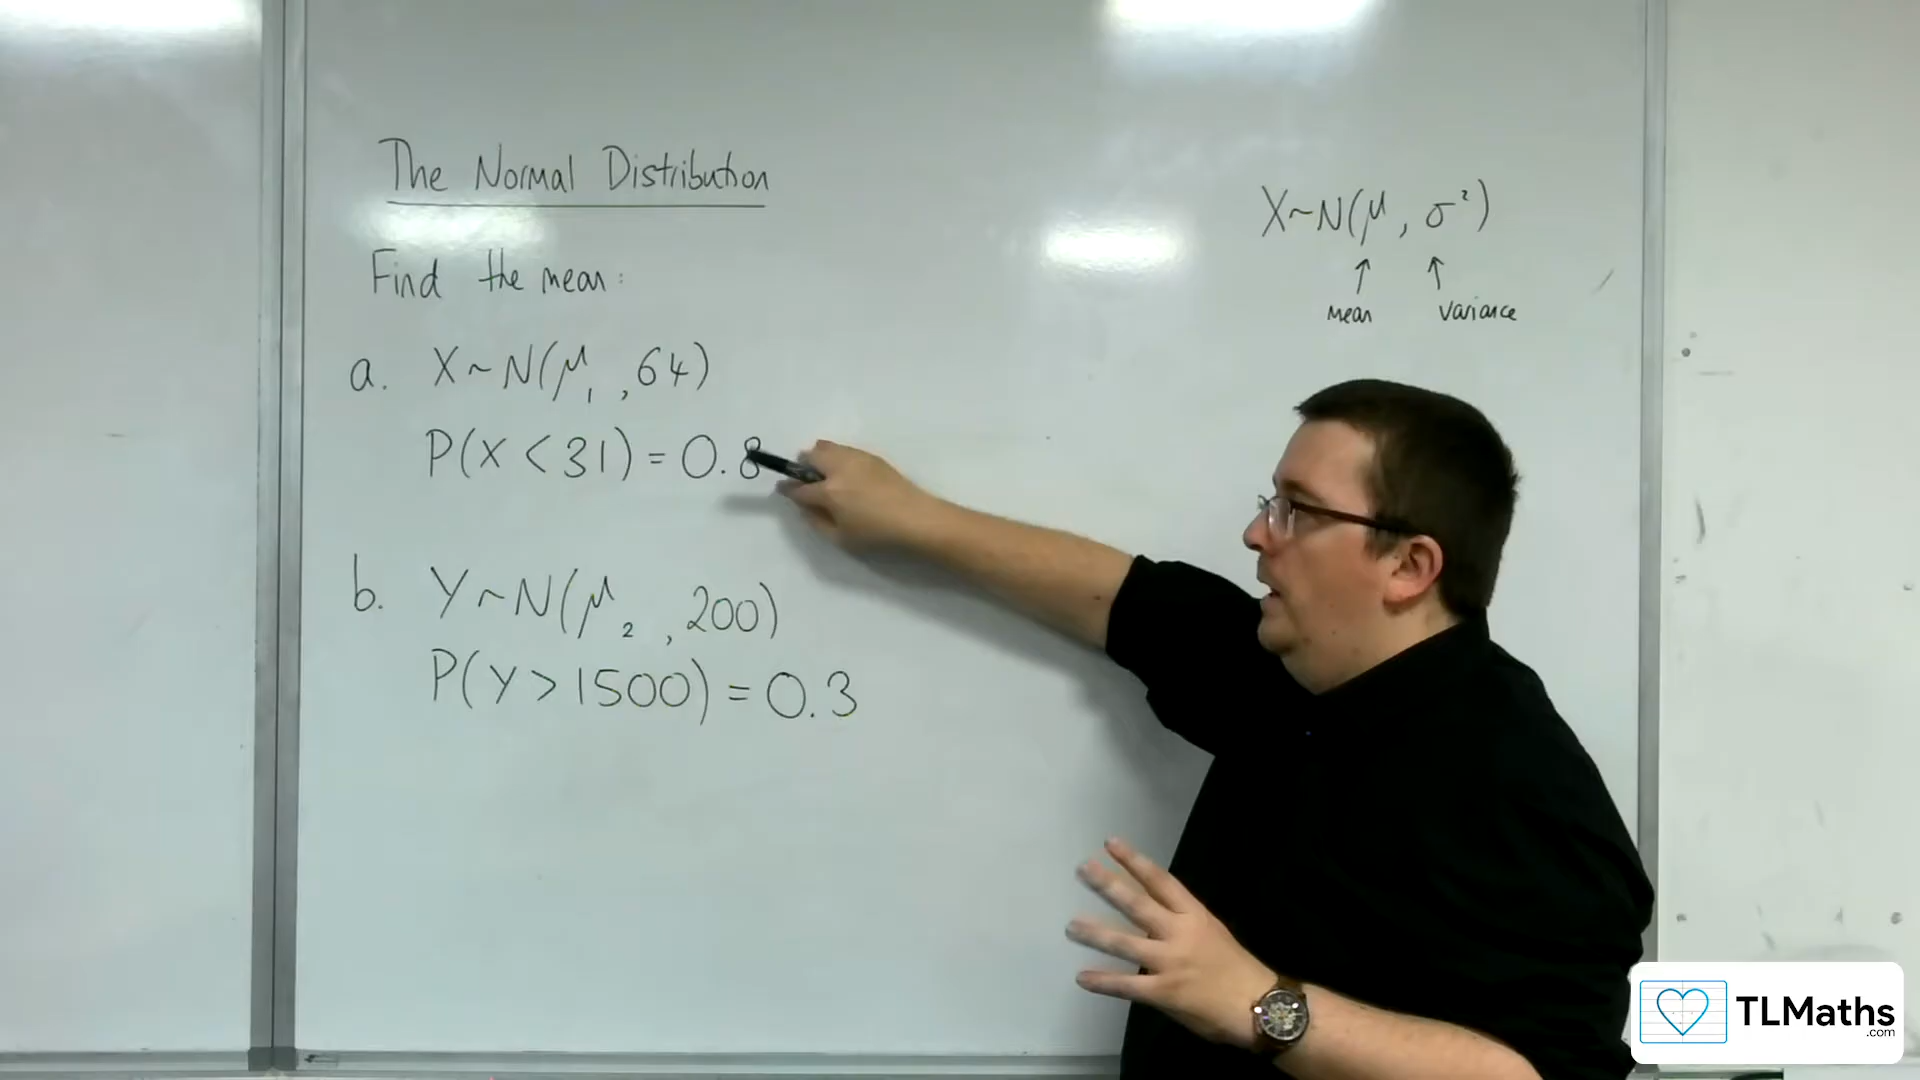 The Normal Distribution
Find the mean:
a. X~N(μ₁, 64)
P(X < 31) = 0.8
b. Y~N(μ₂, 200)
P(Y > 1500) = 0.3
X~N(μ, σ²)
↑ ↑
mean variance
TLMaths
.com